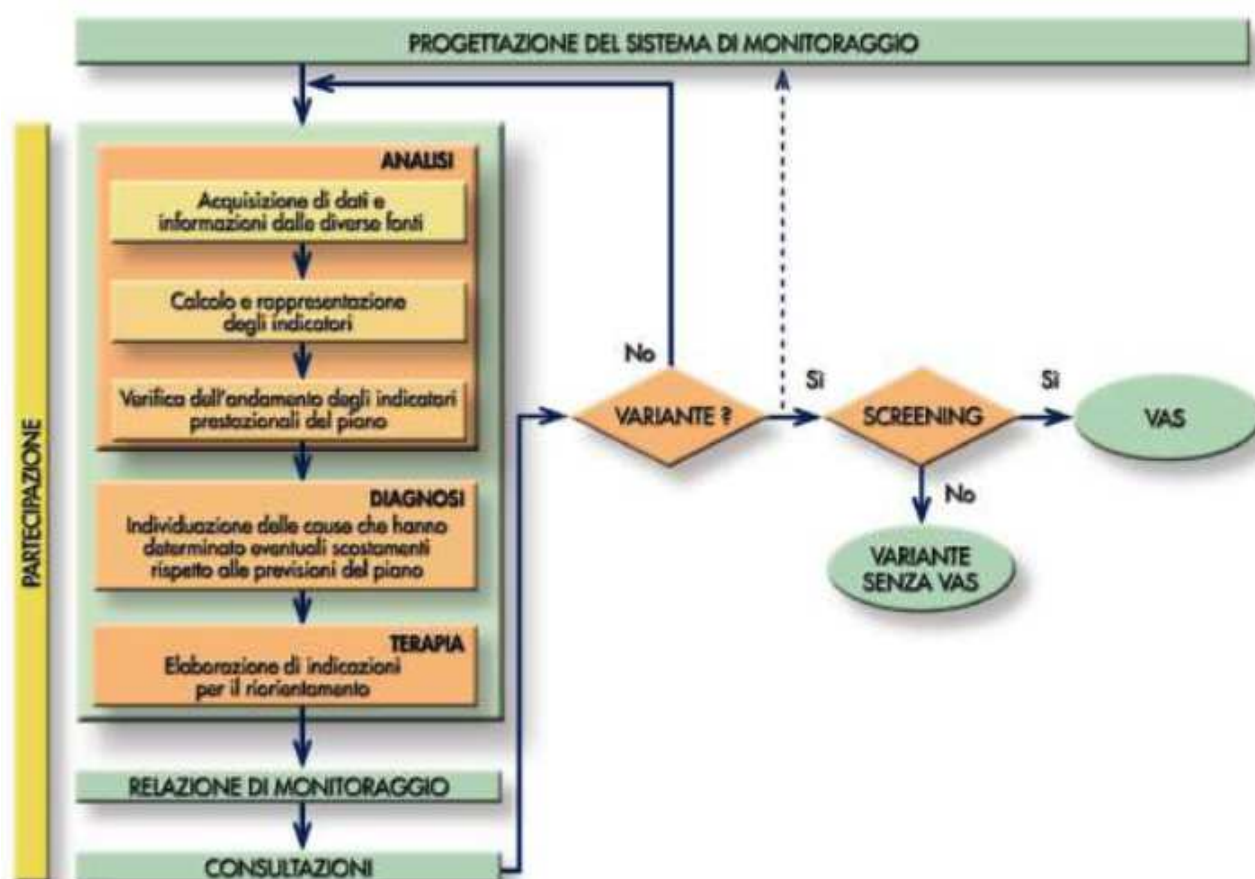 PROGETTAZIONE DEL SISTEMA DI MONITORAGGIO
PARTECIPAZIONE
ANALISI
Acquisizione di dati e
informazioni dalle diverse fonti
Calcolo e rappresentazione
degli indicatori
Verifica dell'andamento degli indicatori
prestazionali del piano
DIAGNOSI
Individuazione delle cause che hanno
determinato eventuali scostamenti
rispetto alle previsioni del piano
TERAPIA
Elaborazione di indicazioni
per il riorientamento
RELAZIONE DI MONITORAGGIO
CONSULTAZIONI
No
VARIANTE ?
Sì
SCREENING
Sì
VAS
No
VARIANTE
SENZA VAS